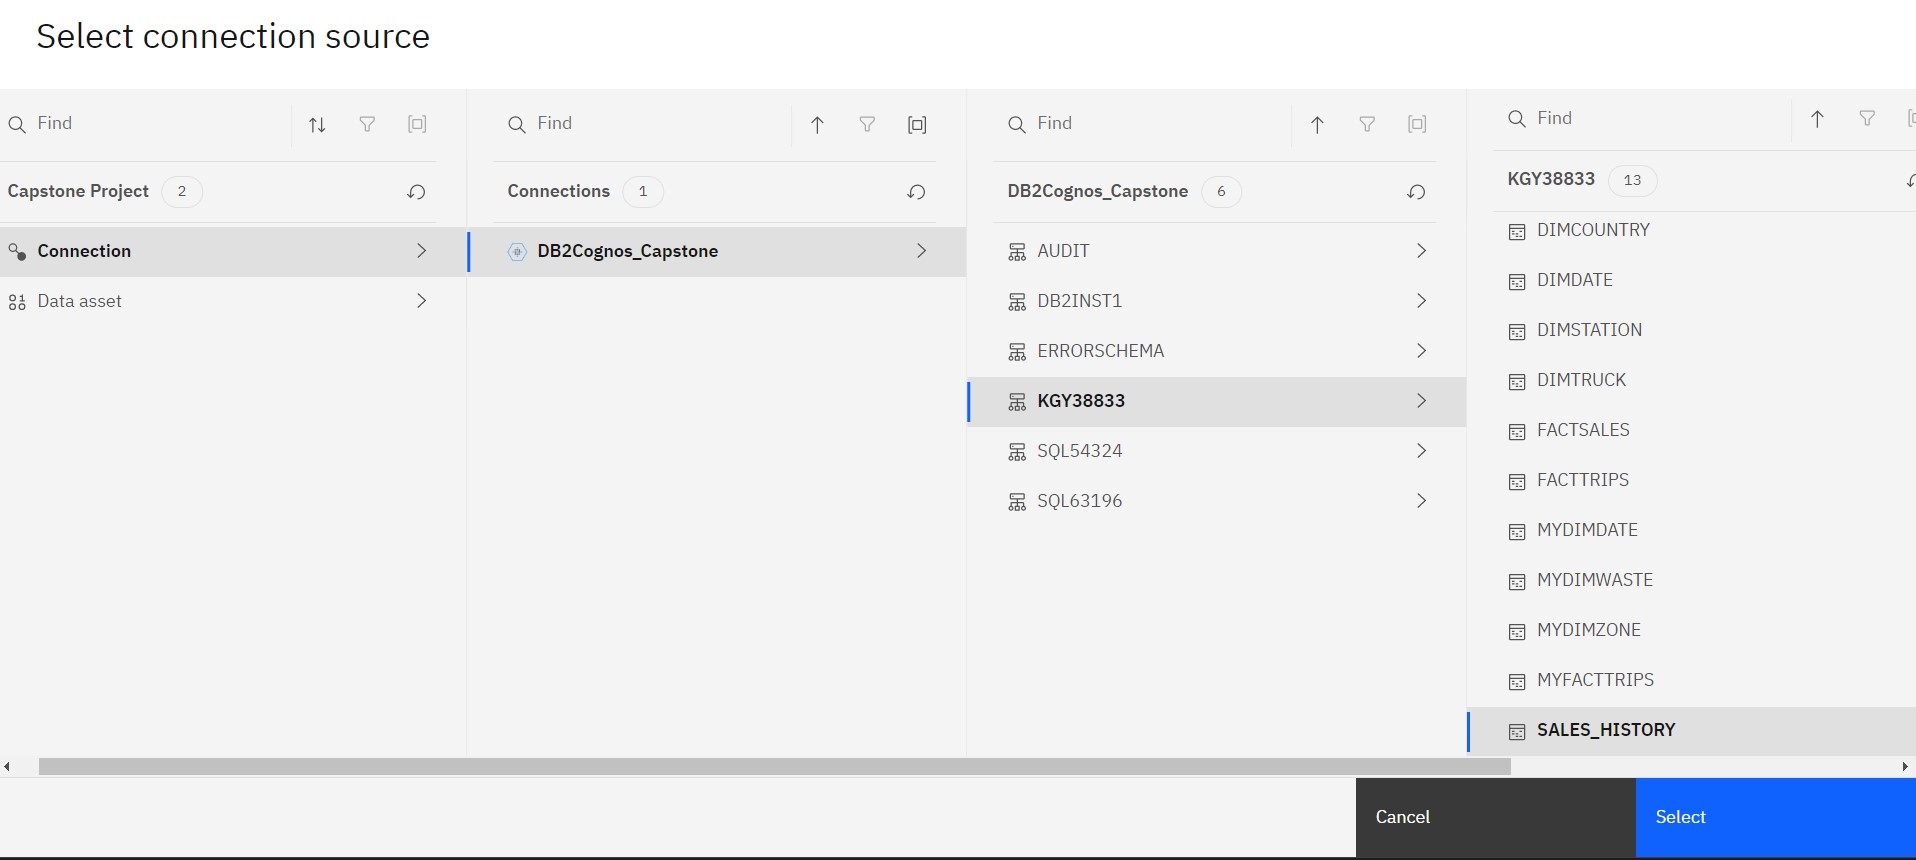 Select connection source
Find
Capstone Project 2
Connection
Data asset
Find
Connections 1
DB2Cognos_Capstone
Find
DB2Cognos_Capstone 6
AUDIT
DB2INST1
ERRORSCHEMA
KGY38833
SQL54324
SQL63196
Find
KGY38833 13
DIMCOUNTRY
DIMDATE
DIMSTATION
DIMTRUCK
FACTSALES
FACTTRIPS
MYDIMDATE
MYDIMWASTE
MYDIMZONE
MYFACTTRIPS
SALES_HISTORY
Cancel
Select